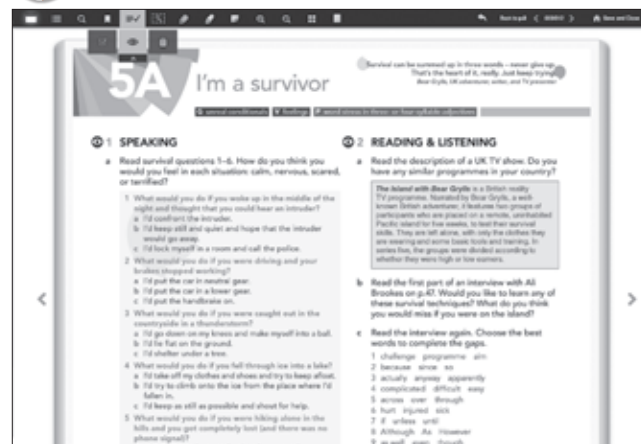 5A I'm a survivor
Survival can be summed up in three words – never give up.
That's the heart of it, really. Just keep trying.
Bear Grylls, UK adventurer, writer, and TV presenter
G unreal conditionals V feelings P word stress in three- or four-syllable adjectives
1 SPEAKING
a Read survival questions 1–6. How do you think you
would you feel in each situation: calm, nervous, scared,
or terrified?
1 What would you do if you woke up in the middle of the
night and thought that you could hear an intruder?
a I'd confront the intruder.
b I'd keep still and quiet and hope that the intruder
would go away.
c I'd lock myself in a room and call the police.
2 What would you do if you were driving and your
brakes stopped working?
a I'd put the car in neutral gear.
b I'd put the car in a lower gear.
c I'd put the handbrake on.
3 What would you do if you were caught out in the
countryside in a thunderstorm?
a I'd go down on my knees and make myself into a ball.
b I'd lie flat on the ground.
c I'd shelter under a tree.
4 What would you do if you fell through ice into a lake?
a I'd take off my clothes and shoes and try to keep afloat.
b I'd try to climb onto the ice from the place where I'd
fallen in.
c I'd keep as still as possible and shout for help.
5 What would you do if you were hiking alone in the
hills and you got completely lost (and there was no
phone signal)?
2 READING & LISTENING
a Read the description of a UK TV show. Do you
have any similar programmes in your country?
The Island with Bear Grylls is a British reality
TV programme. Narrated by Bear Grylls, a well
known British adventurer, it features two groups of
participants who are placed on a remote, uninhabited
Pacific island for five weeks, to test their survival
skills. They are left alone, with only the clothes they
are wearing and some basic tools and training. In
series five, the groups were divided according to
whether they were high or low earners.
b Read the first part of an interview with Ali
Brookes on p.47. Would you like to learn any of
these survival techniques? What do you think
you would miss if you were on the island?
c Read the interview again. Choose the best
words to complete the gaps.
1 challenge programme aim
2 because since so
3 actually anyway apparently
4 complicated difficult easy
5 across over through
6 hurt injured sick
7 if unless until
8 Although As However
9 as well even though